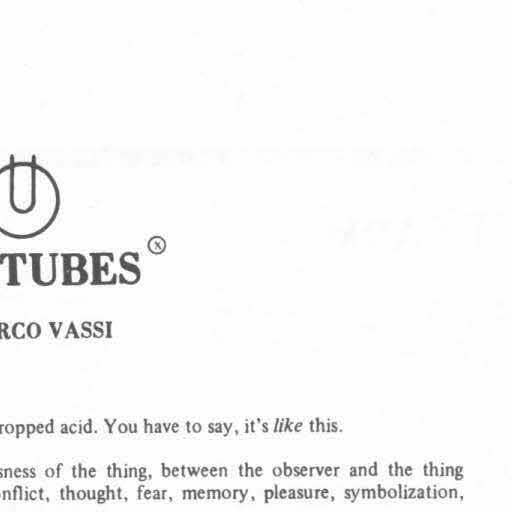 TUBES ⓧ
RCO VASSI
ropped acid. You have to say, it's like this.
sness of the thing, between the observer and the thing
nflict, thought, fear, memory, pleasure, symbolization,